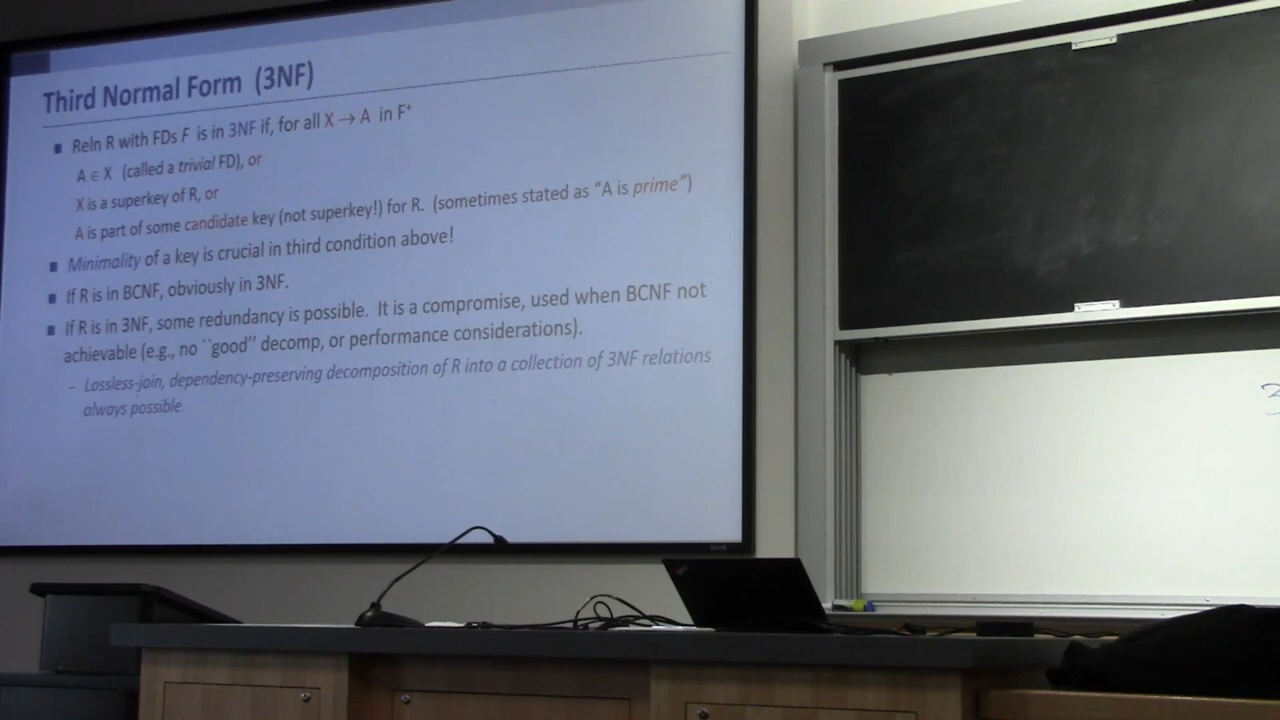 Third Normal Form (3NF)
Reln R with FDs F is in 3NF if, for all X → A in F⁺
A ∈ X (called a trivial FD), or
X is a superkey of R, or
A is part of some candidate key (not superkey!) for R. (sometimes stated as “A is prime”)
Minimality of a key is crucial in third condition above!
If R is in BCNF, obviously in 3NF.
If R is in 3NF, some redundancy is possible. It is a compromise, used when BCNF not
achievable (e.g., no ``good'' decomp, or performance considerations).
– Lossless-join, dependency-preserving decomposition of R into a collection of 3NF relations
always possible.